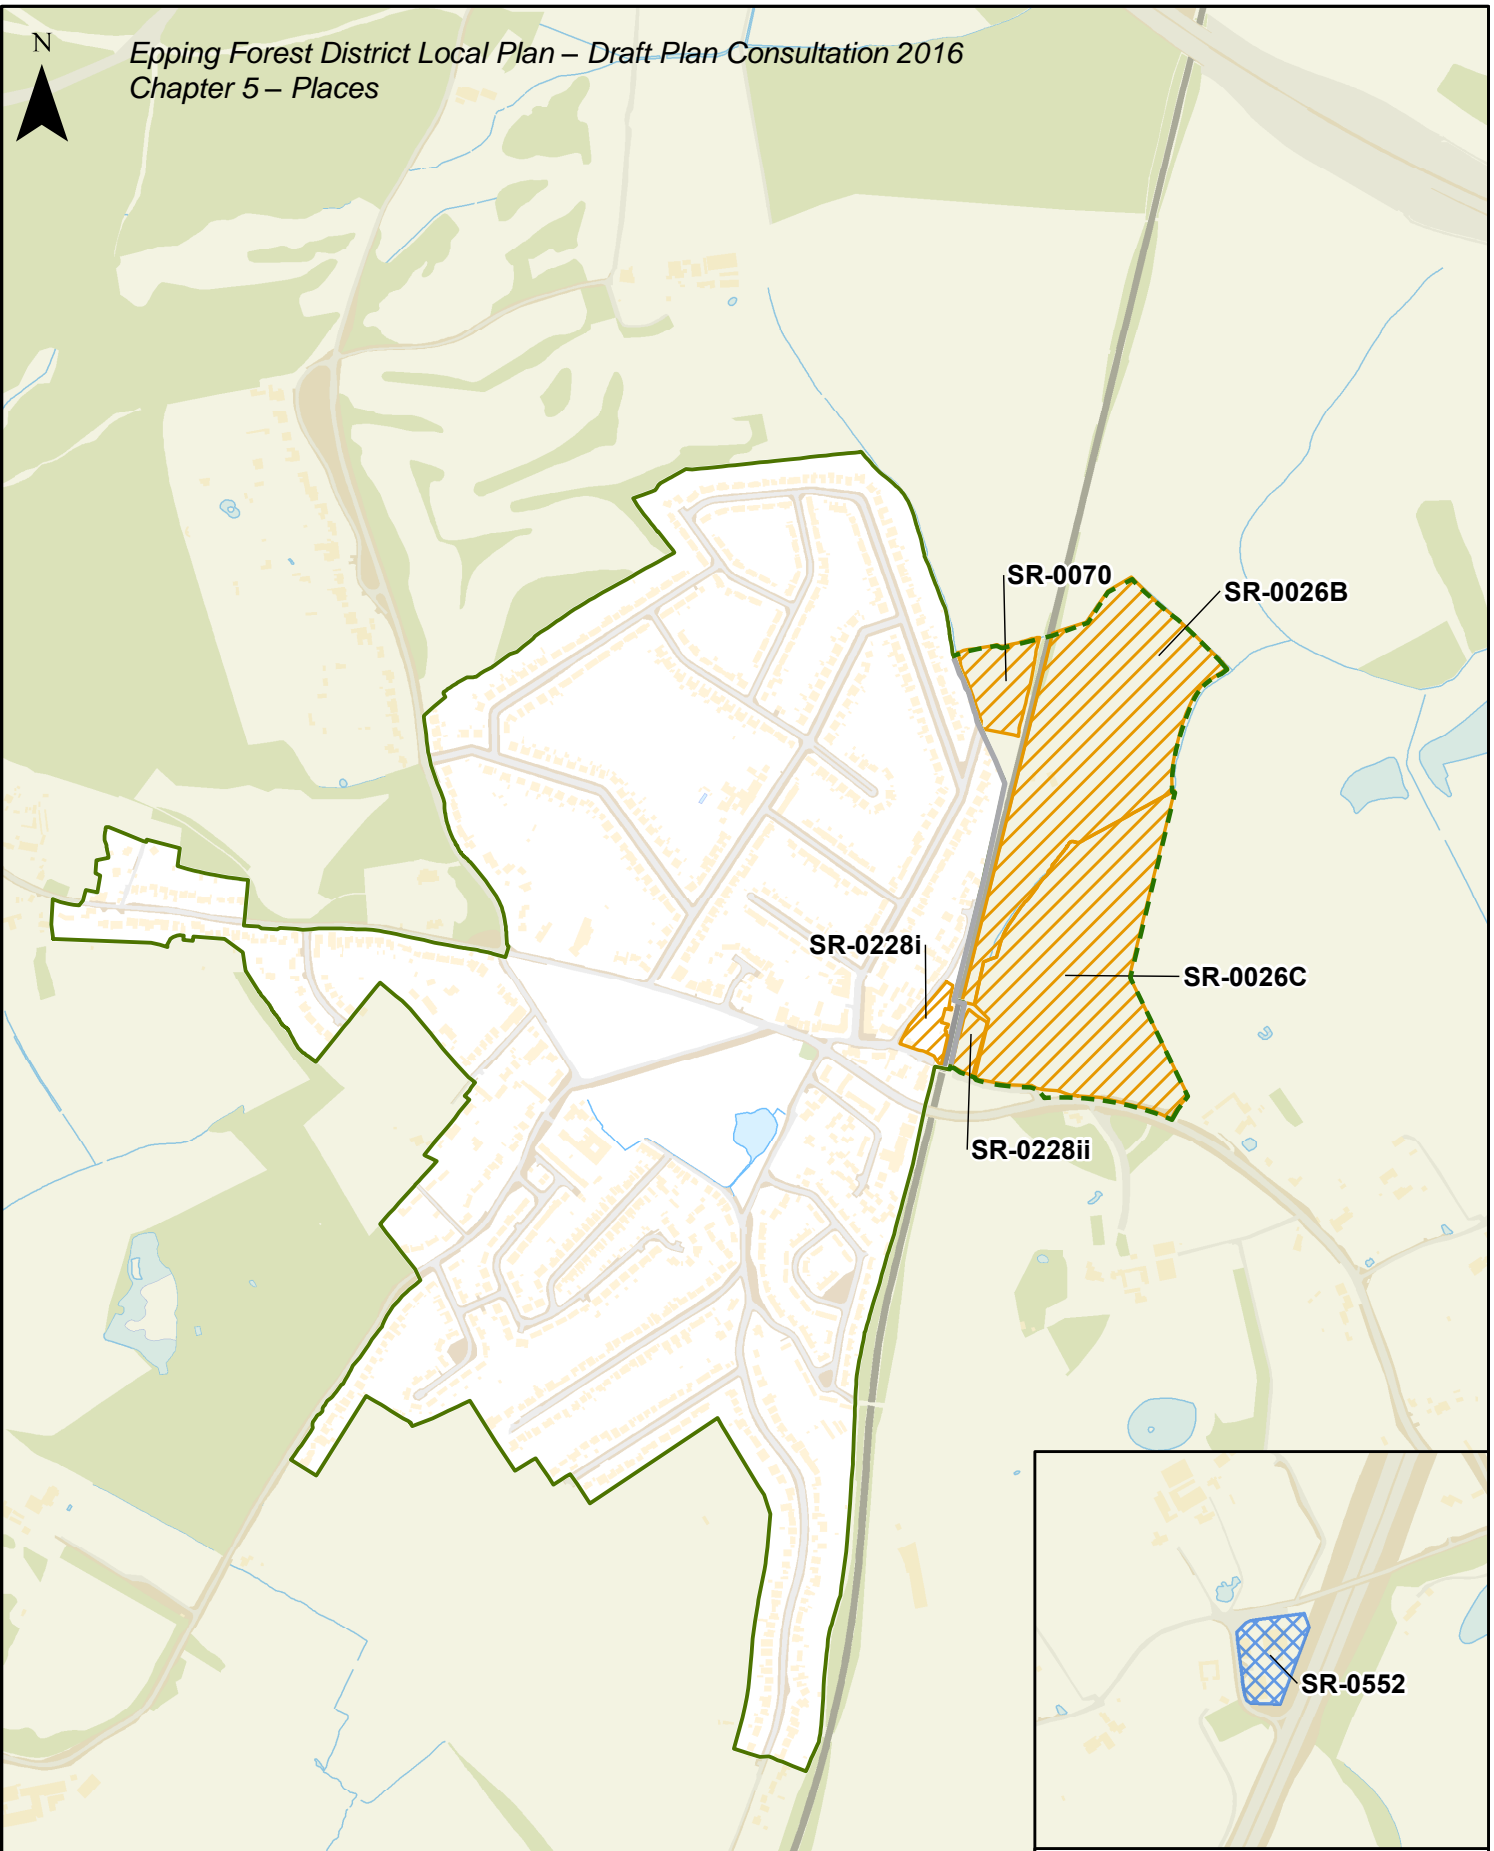 N
Epping Forest District Local Plan – Draft Plan Consultation 2016
Chapter 5 – Places
SR-0070
SR-0026B
SR-0228i
SR-0026C
SR-0228ii
SR-0552